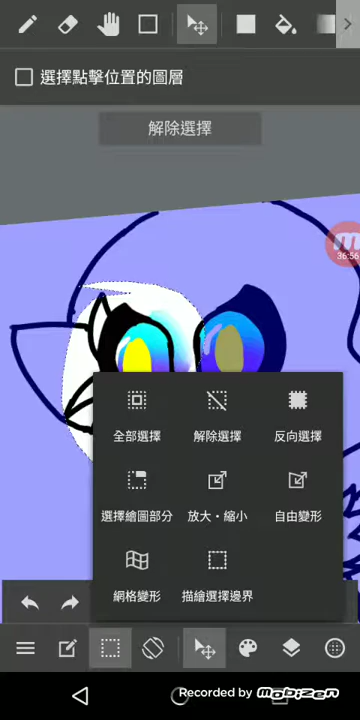 選擇點擊位置的圖層
解除選擇
36:56
全部選擇
解除選擇
反向選擇
選擇繪圖部分
放大・縮小
自由變形
網格變形
描繪選擇邊界
Recorded by mobizen